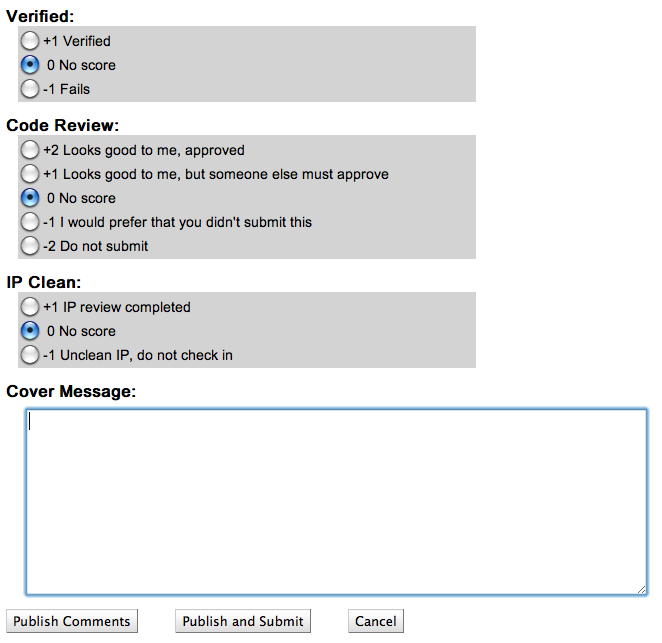 Verified:
+1 Verified
0 No score
-1 Fails
Code Review:
+2 Looks good to me, approved
+1 Looks good to me, but someone else must approve
0 No score
-1 I would prefer that you didn't submit this
-2 Do not submit
IP Clean:
+1 IP review completed
0 No score
-1 Unclean IP, do not check in
Cover Message:
Publish Comments Publish and Submit Cancel